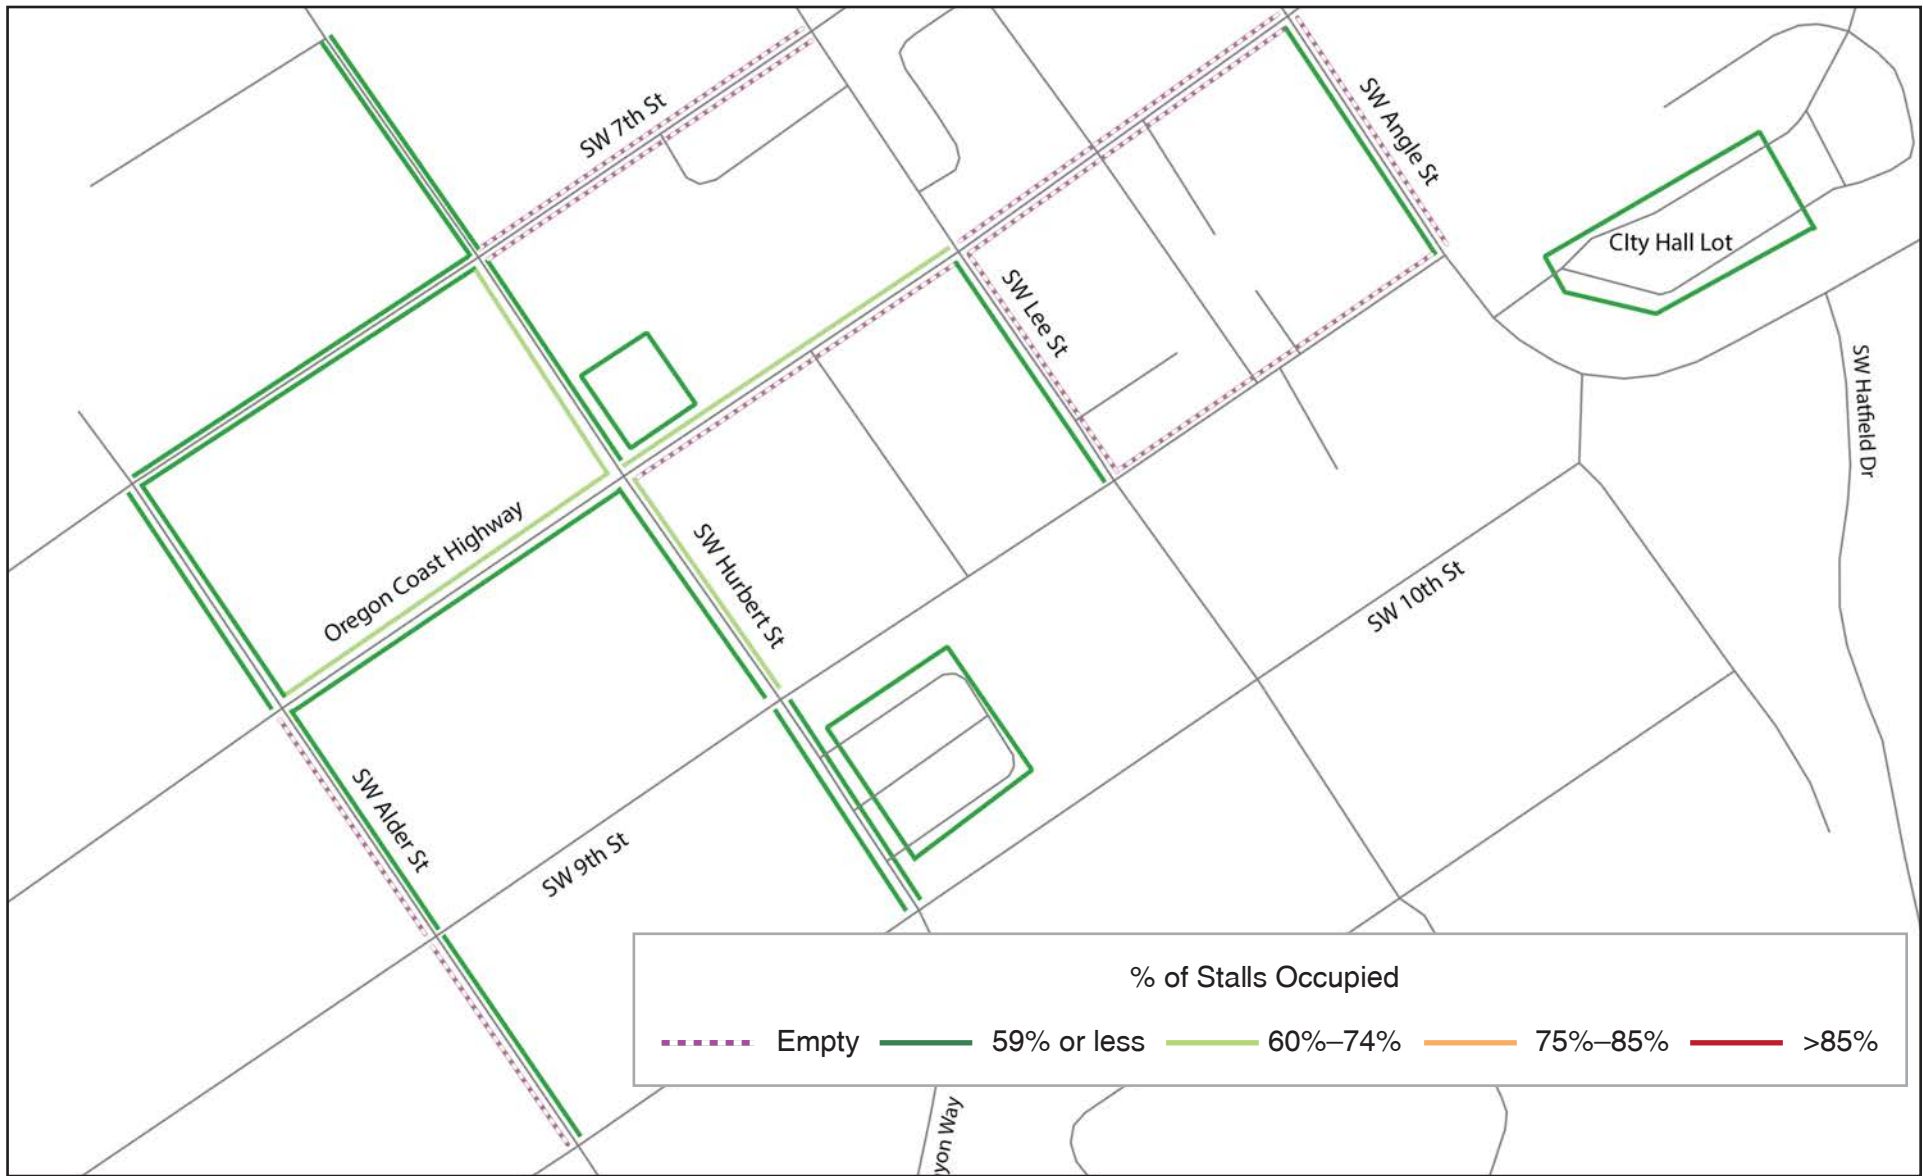 SW 7th St
SW Angle St
CIty Hall Lot
SW Lee St
SW Hatfield Dr
Oregon Coast Highway
SW Hurbert St
SW 10th St
SW Alder St
SW 9th St
% of Stalls Occupied
Empty 59% or less 60%–74% 75%–85% >85%
yon Way